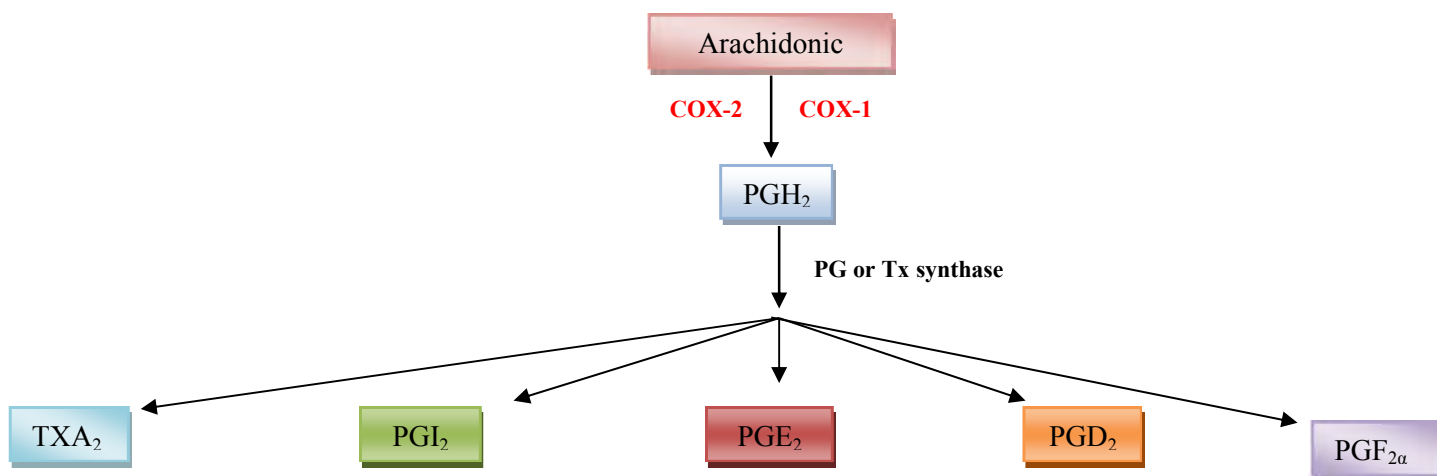 Arachidonic
COX-2 COX-1
PGH₂
PG or Tx synthase
TXA₂ PGI₂ PGE₂ PGD₂ PGF₂α